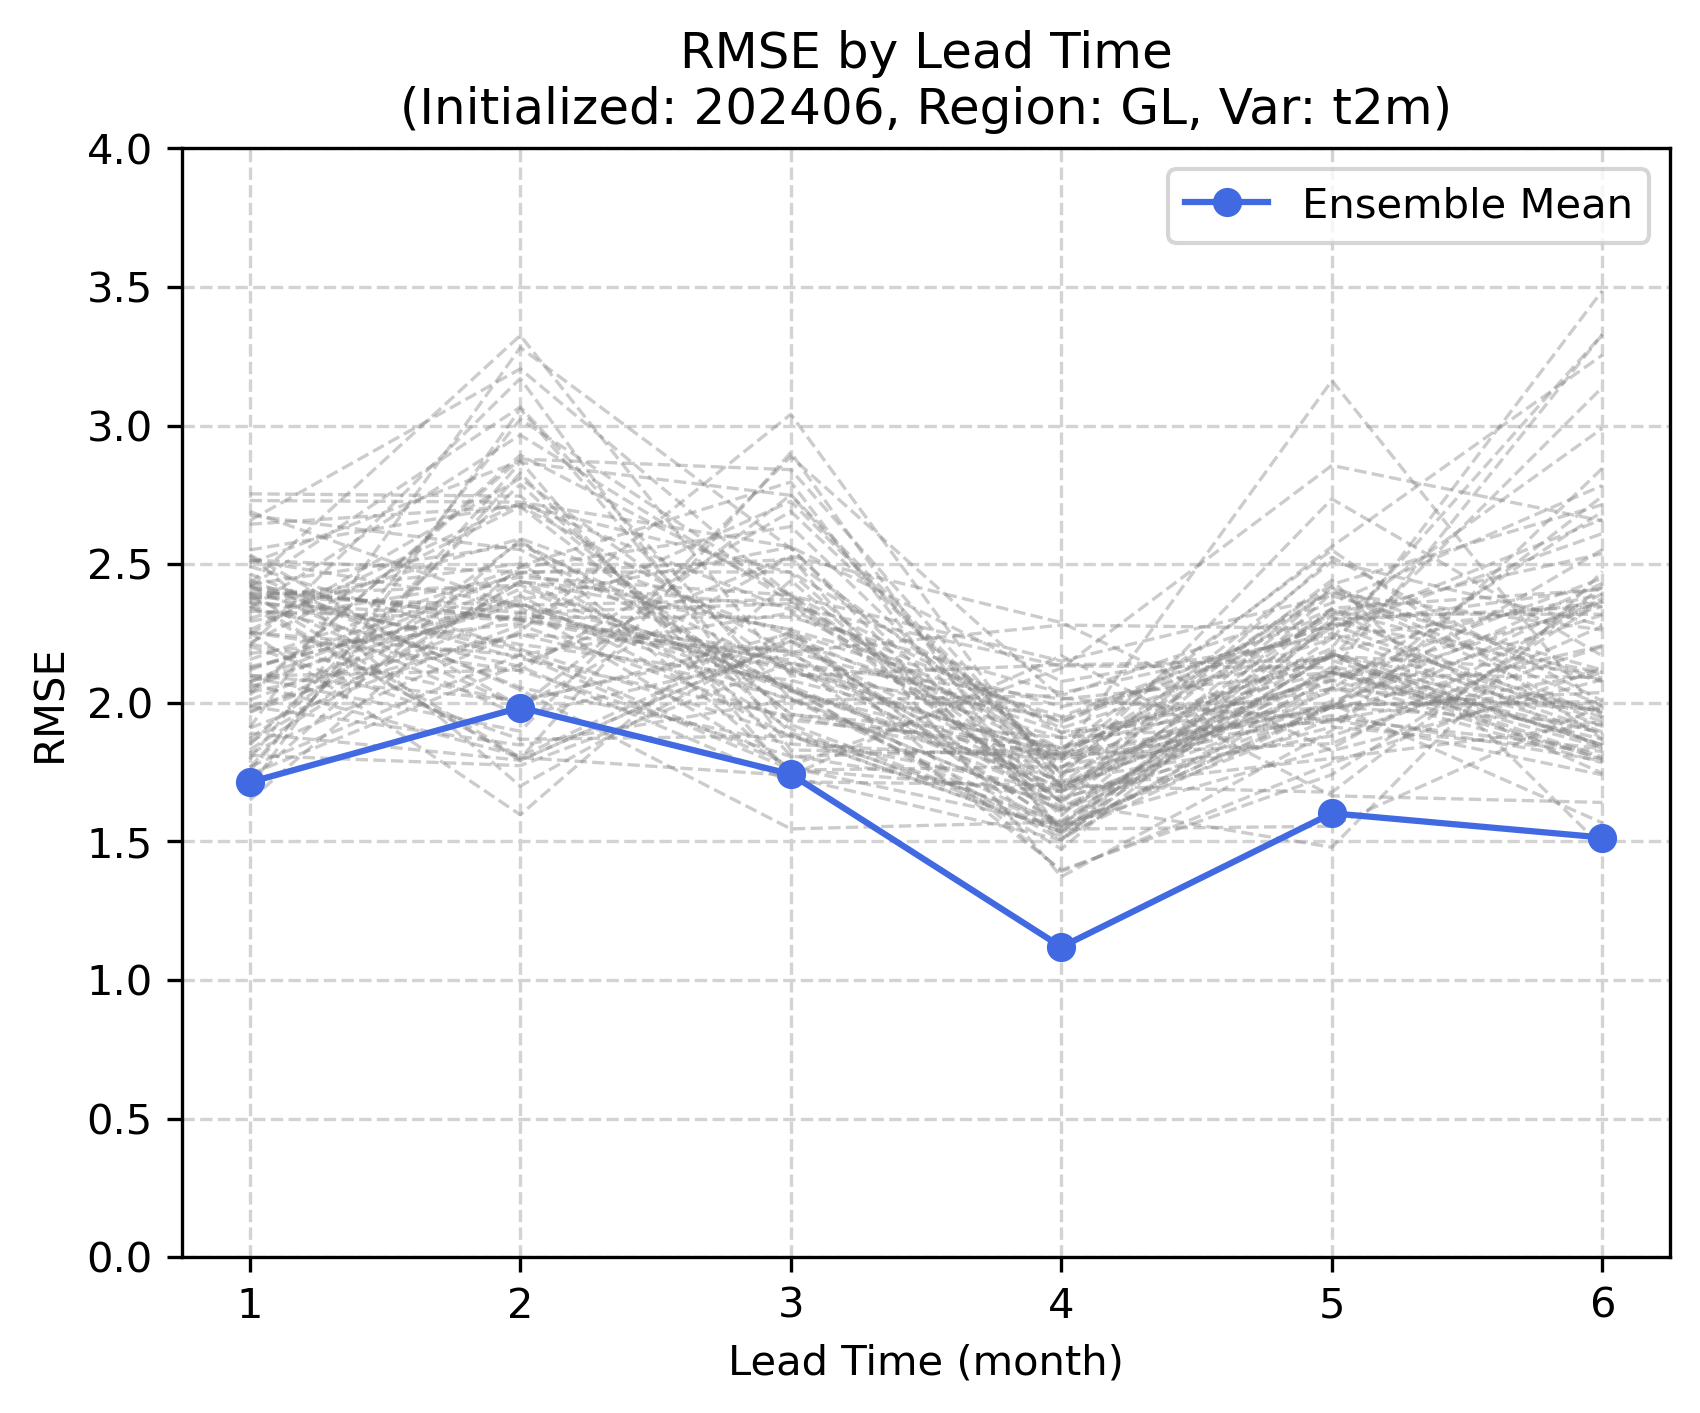 RMSE by Lead Time
(Initialized: 202406, Region: GL, Var: t2m)
Ensemble Mean
4.0
3.5
3.0
2.5
2.0
1.5
1.0
0.5
0.0
RMSE
1 2 3 4 5 6
Lead Time (month)